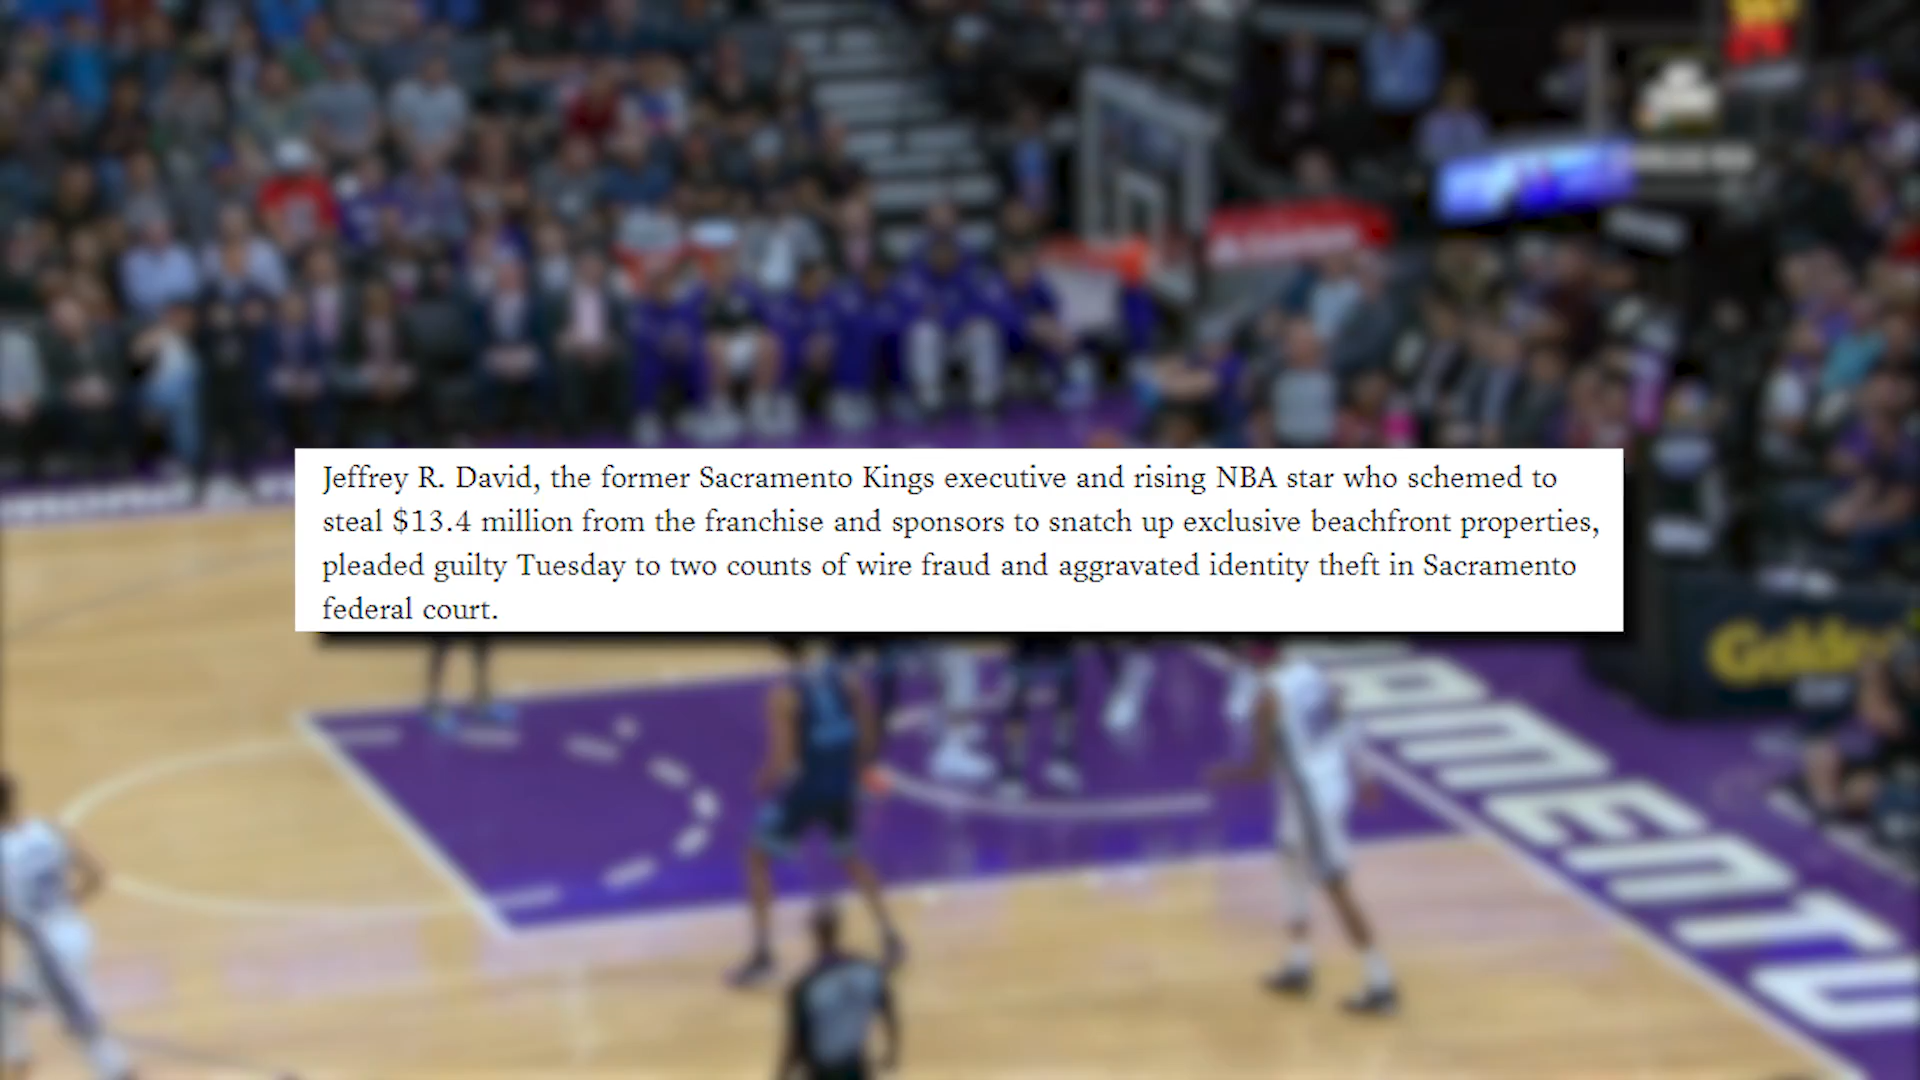 Jeffrey R. David, the former Sacramento Kings executive and rising NBA star who schemed to
steal $13.4 million from the franchise and sponsors to snatch up exclusive beachfront properties,
pleaded guilty Tuesday to two counts of wire fraud and aggravated identity theft in Sacramento
federal court.
Golden
AMENTO